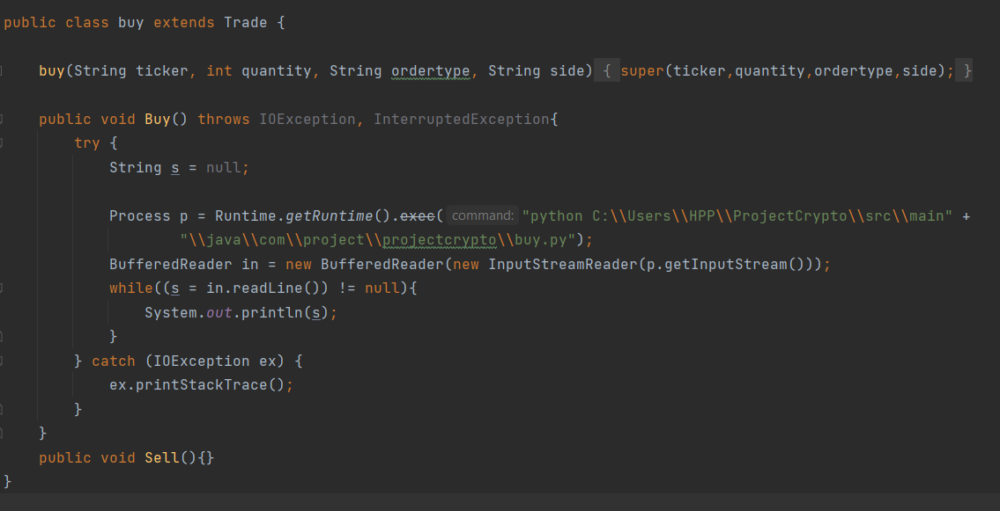 public class buy extends Trade {
buy(String ticker, int quantity, String ordertype, String side) { super(ticker,quantity,ordertype,side); }
public void Buy() throws IOException, InterruptedException{
try {
String s = null;
Process p = Runtime.getRuntime().exec( command: "python C:\\Users\\HPP\\ProjectCrypto\\src\\main" +
"\\java\\com\\project\\projectcrypto\\buy.py");
BufferedReader in = new BufferedReader(new InputStreamReader(p.getInputStream()));
while((s = in.readLine()) != null){
System.out.println(s);
}
} catch (IOException ex) {
ex.printStackTrace();
}
}
public void Sell(){}
}